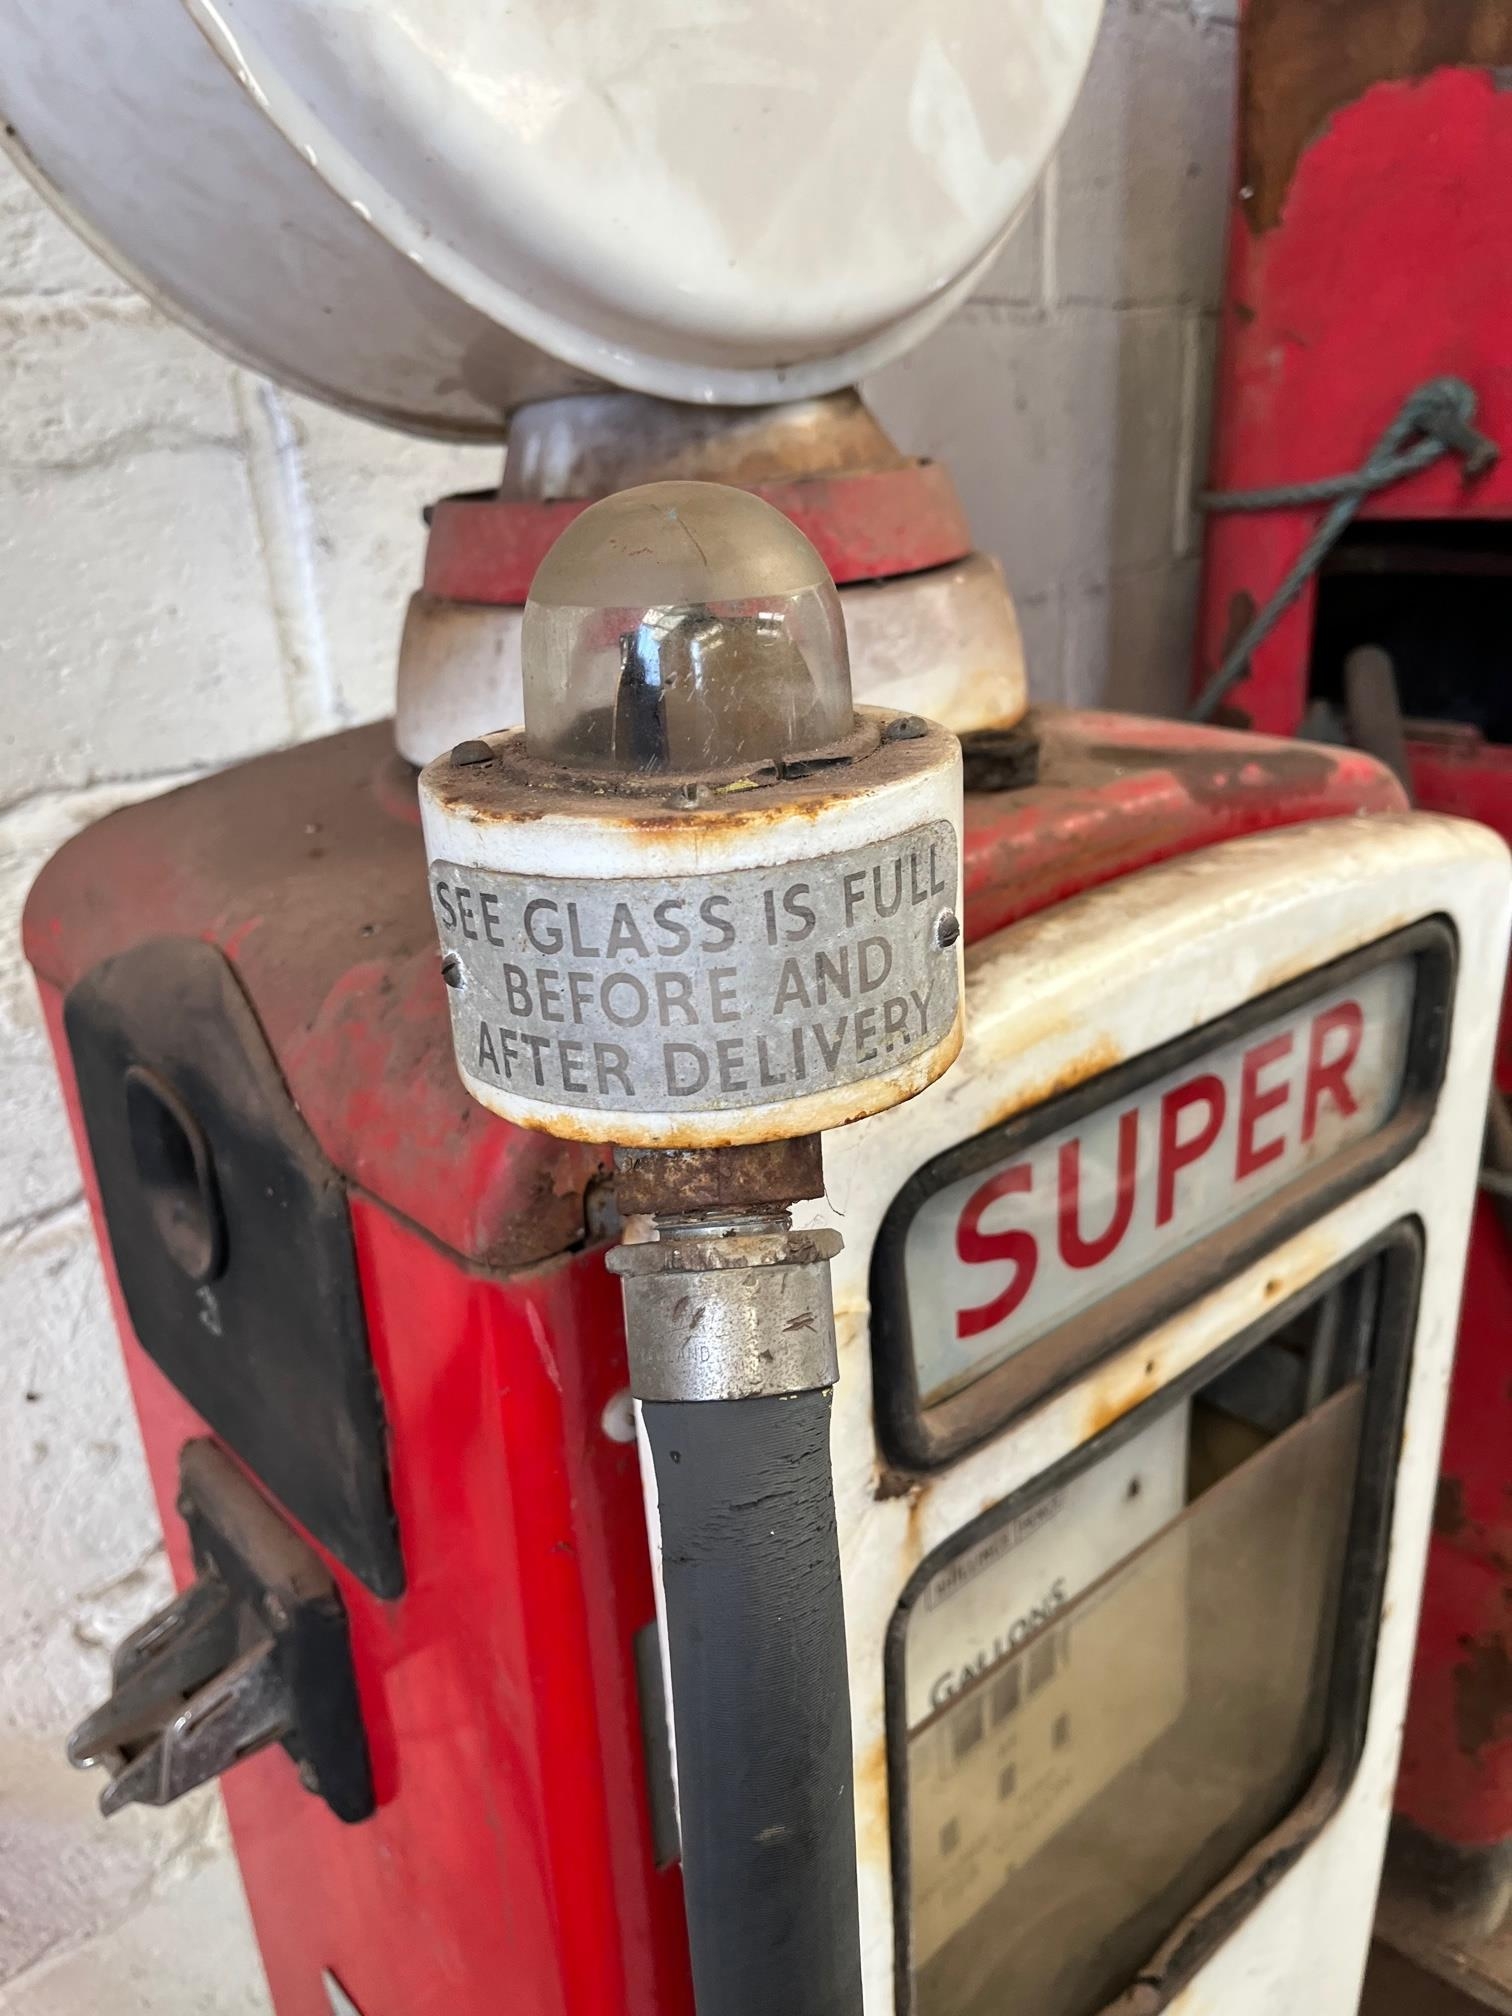 SEE GLASS IS FULL
BEFORE AND
AFTER DELIVERY
SUPER
GALLONS